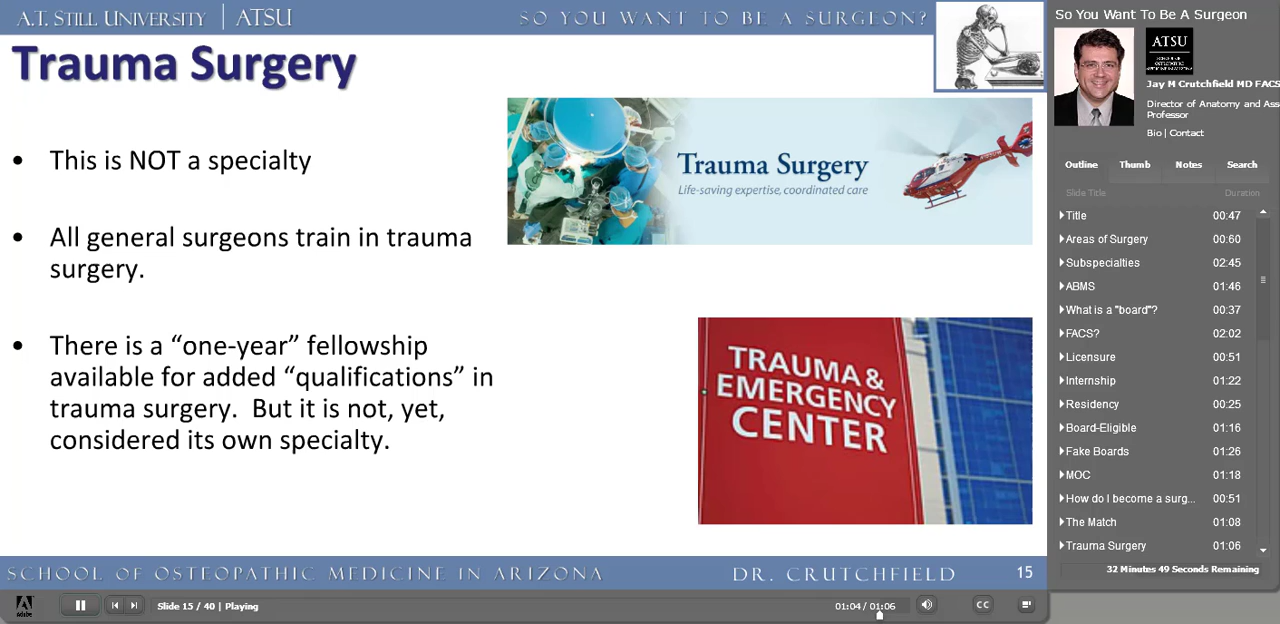 A.T. STILL UNIVERSITY | ATSU
SO YOU WANT TO BE A SURGEON?
Trauma Surgery
• This is NOT a specialty
• All general surgeons train in trauma
surgery.
• There is a “one-year” fellowship
available for added “qualifications” in
trauma surgery. But it is not, yet,
considered its own specialty.
Trauma Surgery
Life-saving expertise, coordinated care
TRAUMA &
EMERGENCY
CENTER
SCHOOL OF OSTEOPATHIC MEDICINE IN ARIZONA
DR. CRUTCHFIELD
15
Adobe
Slide 15 / 40 | Playing
01:04 / 01:06
CC
So You Want To Be A Surgeon
ATSU
Jay M Crutchfield MD FACS
Director of Anatomy and Ass
Professor
Bio | Contact
Outline Thumb Notes Search
Slide Title Duration
Title 00:47
Areas of Surgery 00:60
Subspecialties 02:45
ABMS 01:46
What is a "board"? 00:37
FACS? 02:02
Licensure 00:51
Internship 01:22
Residency 00:25
Board-Eligible 01:16
Fake Boards 01:26
MOC 01:18
How do I become a surg... 00:51
The Match 01:08
Trauma Surgery 01:06
32 Minutes 49 Seconds Remaining